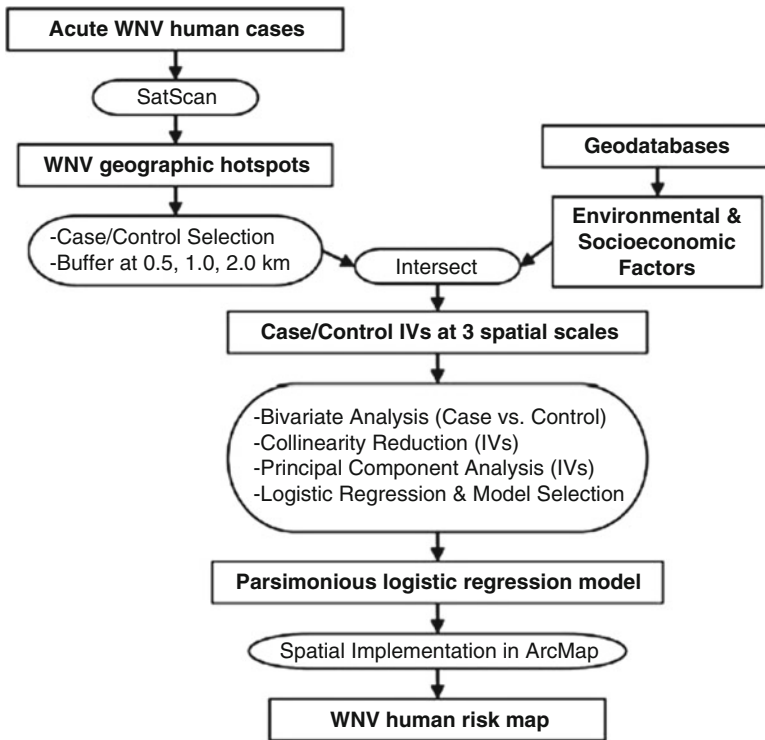 Acute WNV human cases
SatScan
WNV geographic hotspots
Geodatabases
-Case/Control Selection
-Buffer at 0.5, 1.0, 2.0 km
Environmental &
Socioeconomic
Factors
Intersect
Case/Control IVs at 3 spatial scales
-Bivariate Analysis (Case vs. Control)
-Collinearity Reduction (IVs)
-Principal Component Analysis (IVs)
-Logistic Regression & Model Selection
Parsimonious logistic regression model
Spatial Implementation in ArcMap
WNV human risk map